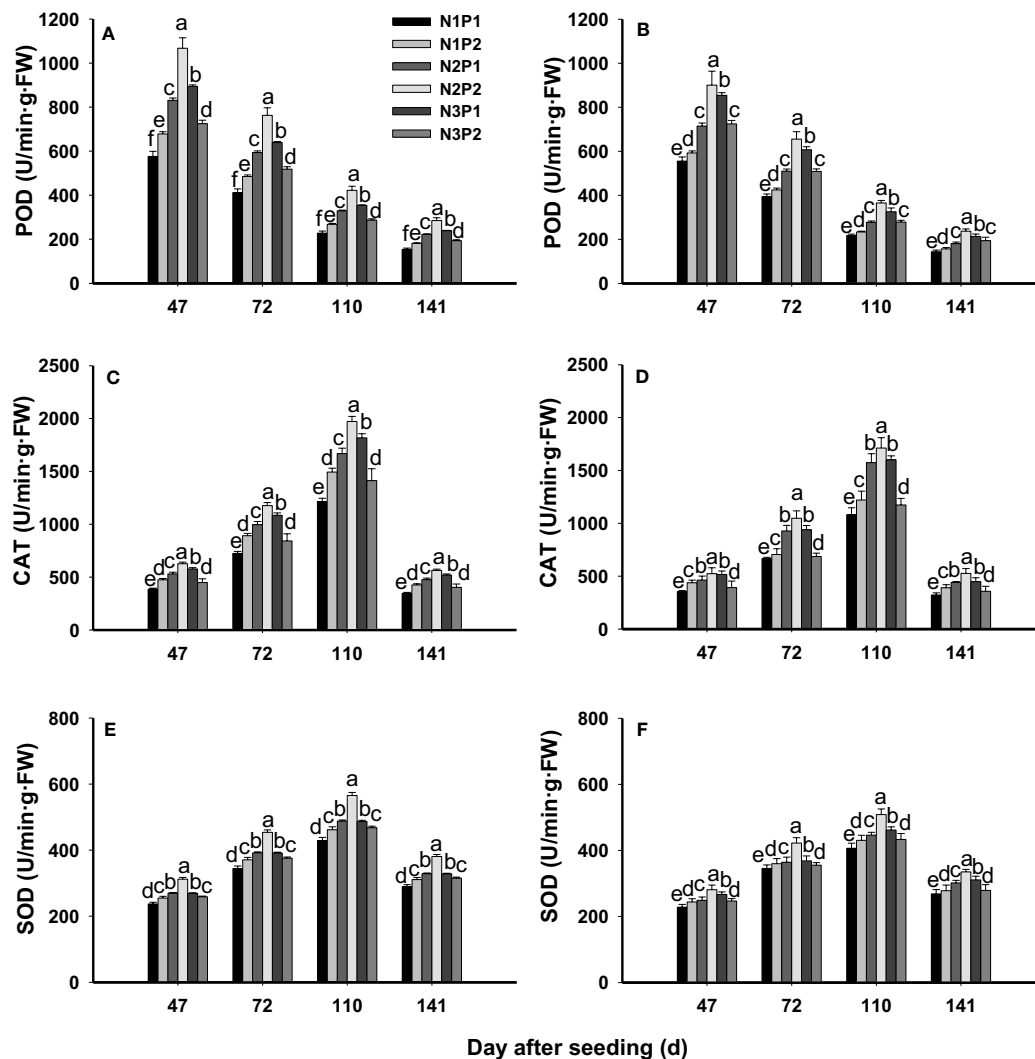 A
N1P1
N1P2
N2P1
N2P2
N3P1
N3P2
POD (U/min·g·FW)
1200
1000
800
600
400
200
0
f e c a b d
f e c a b d
f e c a b d
f e c a b d
47 72 110 141
B
POD (U/min·g·FW)
1200
1000
800
600
400
200
0
e d c a b c
e d c a b c
e d c a b c
e d c a b c
47 72 110 141
C
CAT (U/min·g·FW)
2500
2000
1500
1000
500
0
e d c a b d
e d c a b d
e d c a b d
e d c a b d
47 72 110 141
D
CAT (U/min·g·FW)
2500
2000
1500
1000
500
0
e c b a b d
e c b a b d
e c b a b d
e c b a b d
47 72 110 141
E
SOD (U/min·g·FW)
800
600
400
200
0
d c b a b c
d c b a b c
d c b a b c
d c b a b c
47 72 110 141
F
SOD (U/min·g·FW)
800
600
400
200
0
e d c a b d
e d c a b d
e d c a b d
e d c a b d
47 72 110 141
Day after seeding (d)